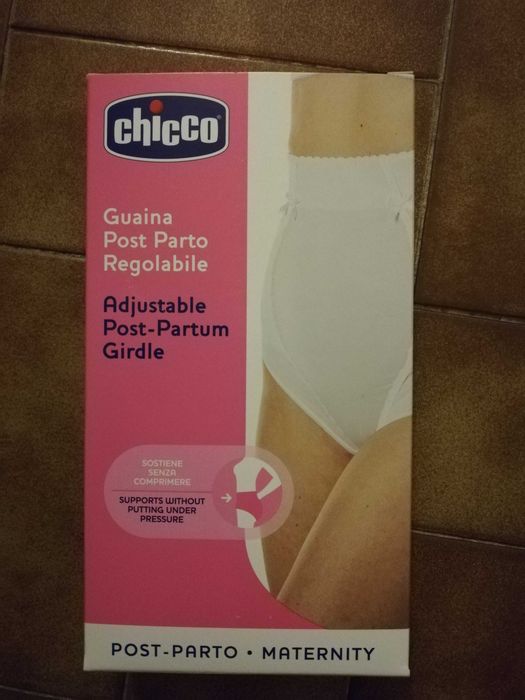 chicco
Guaina
Post Parto
Regolabile
Adjustable
Post-Partum
Girdle
SOSTIENE
SENZA
COMPRIMERE
SUPPORTS WITHOUT
PUTTING UNDER
PRESSURE
POST-PARTO • MATERNITY